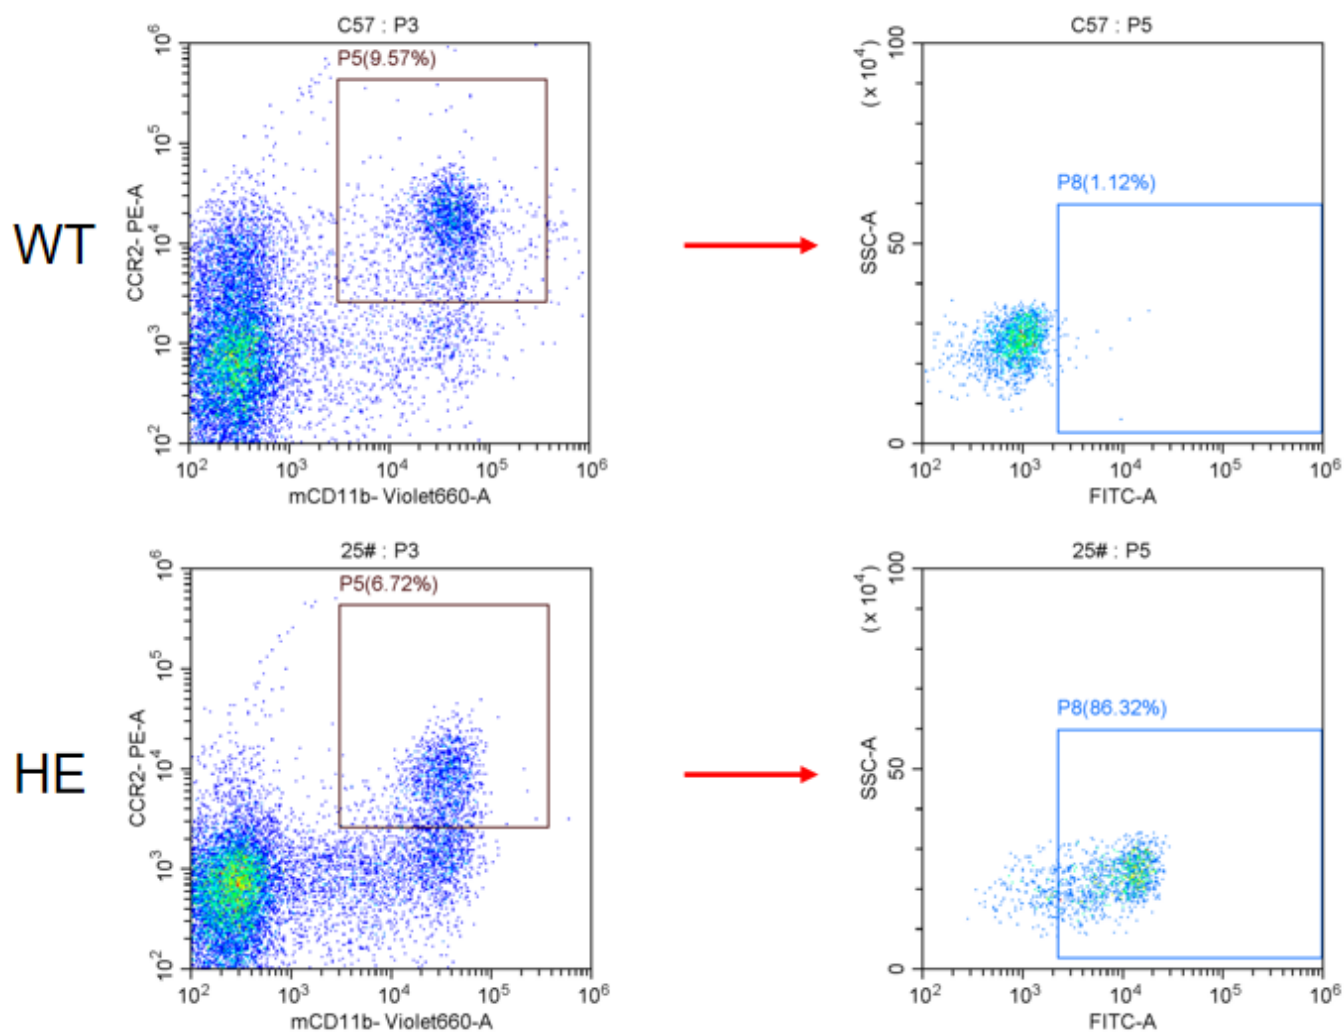 C57 : P3
P5(9.57%)
CCR2- PE-A
10^2
10^3
10^4
10^5
10^6
10^2
10^3
10^4
10^5
10^6
mCD11b- Violet660-A
WT
C57 : P5
P8(1.12%)
SSC-A
(x 10^4)
0
50
100
10^2
10^3
10^4
10^5
10^6
FITC-A
25# : P3
P5(6.72%)
CCR2- PE-A
10^2
10^3
10^4
10^5
10^6
10^2
10^3
10^4
10^5
10^6
mCD11b- Violet660-A
HE
25# : P5
P8(86.32%)
SSC-A
(x 10^4)
0
50
100
10^2
10^3
10^4
10^5
10^6
FITC-A